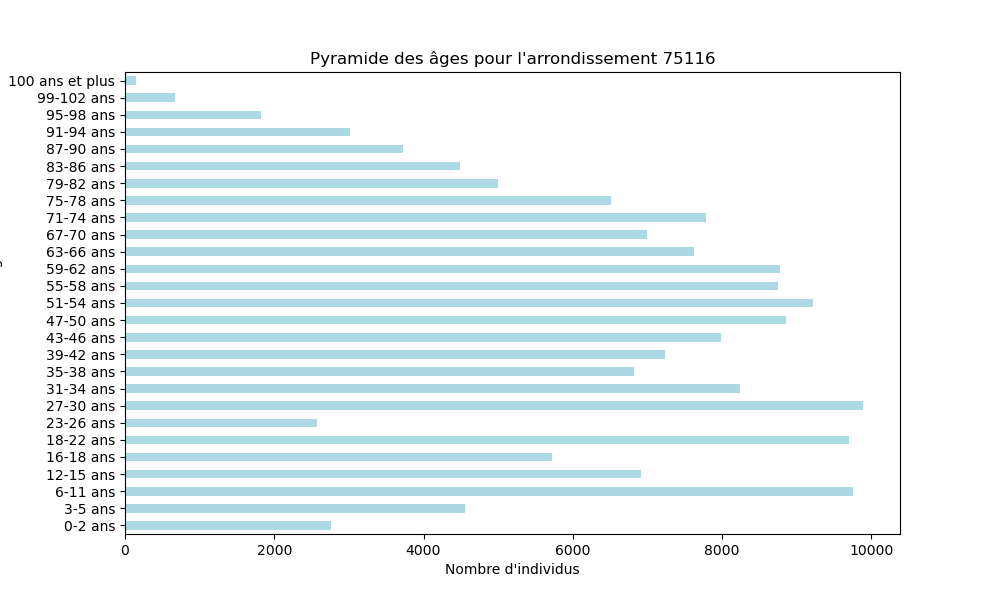 Pyramide des âges pour l'arrondissement 75116
100 ans et plus
99-102 ans
95-98 ans
91-94 ans
87-90 ans
83-86 ans
79-82 ans
75-78 ans
71-74 ans
67-70 ans
63-66 ans
59-62 ans
55-58 ans
51-54 ans
47-50 ans
43-46 ans
39-42 ans
35-38 ans
31-34 ans
27-30 ans
23-26 ans
18-22 ans
16-18 ans
12-15 ans
6-11 ans
3-5 ans
0-2 ans
0 2000 4000 6000 8000 10000
Nombre d'individus